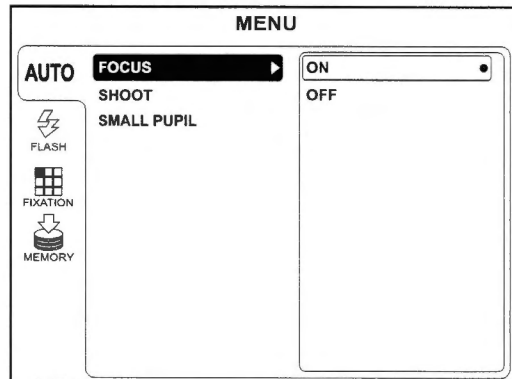 MENU
AUTO
FOCUS
ON
SHOOT
OFF
SMALL PUPIL
FLASH
FIXATION
MEMORY